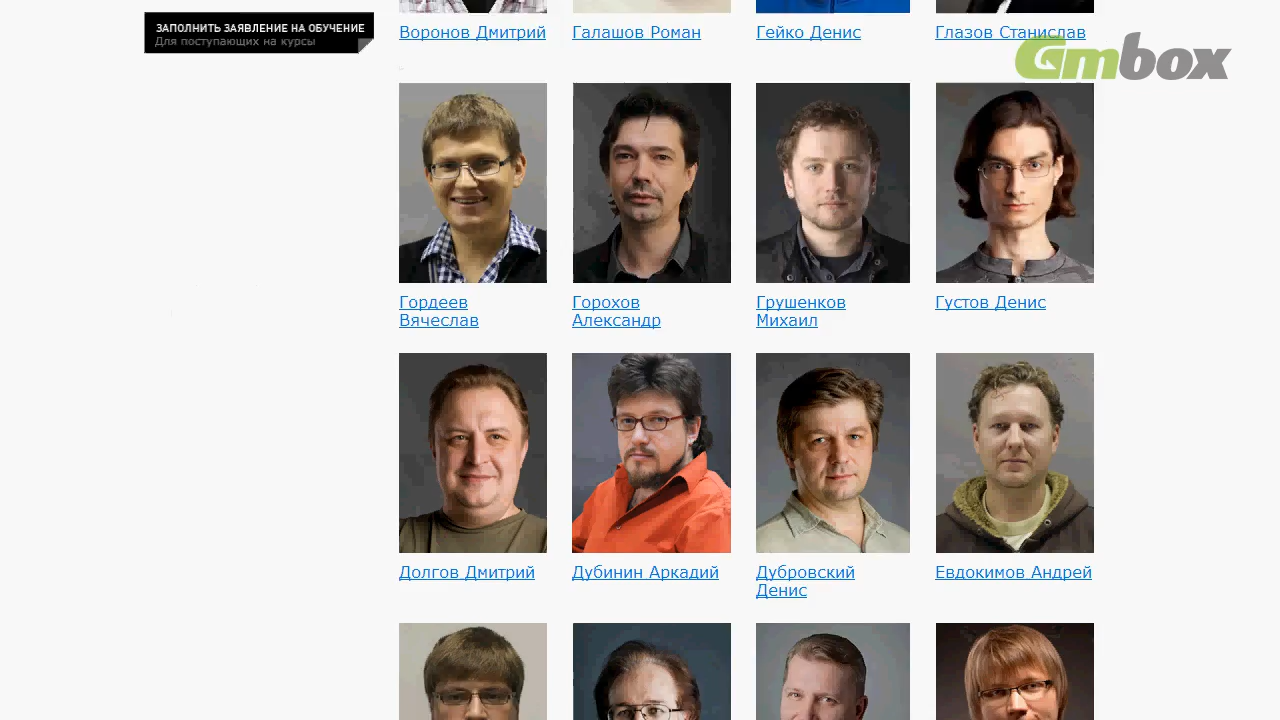 ЗАПОЛНИТЬ ЗАЯВЛЕНИЕ НА ОБУЧЕНИЕ
Для поступающих на курсы
Воронов Дмитрий
Галашов Роман
Гейко Денис
Глазов Станислав
Gmbox
Гордеев
Вячеслав
Горохов
Александр
Грушенков
Михаил
Густов Денис
Долгов Дмитрий
Дубинин Аркадий
Дубровский
Денис
Евдокимов Андрей